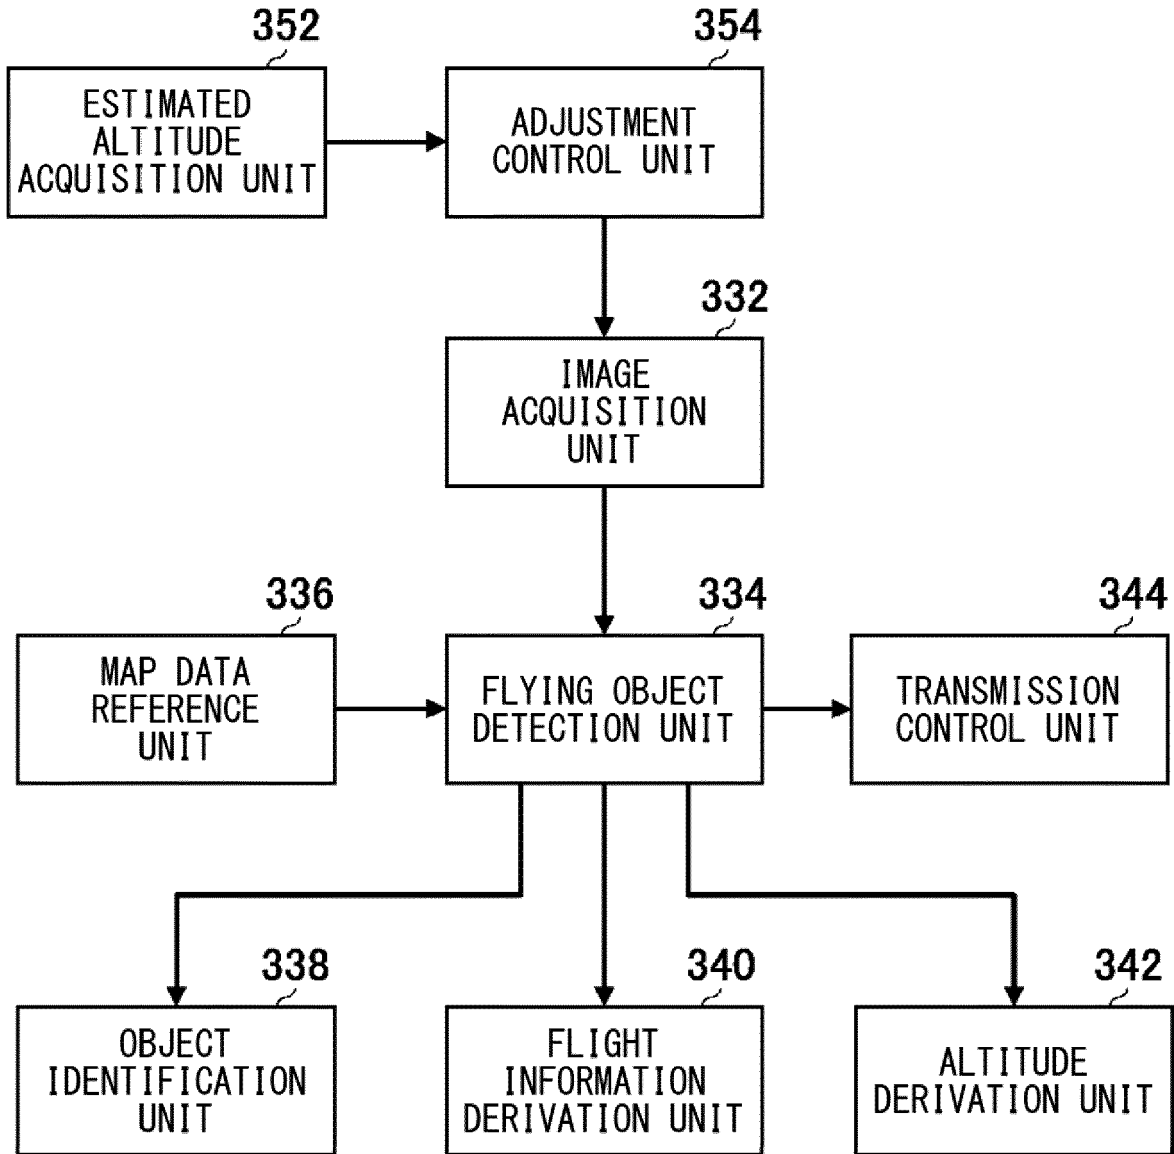 352
ESTIMATED
ALTITUDE
ACQUISITION UNIT
354
ADJUSTMENT
CONTROL UNIT
332
IMAGE
ACQUISITION
UNIT
336
MAP DATA
REFERENCE
UNIT
334
FLYING OBJECT
DETECTION UNIT
344
TRANSMISSION
CONTROL UNIT
338
OBJECT
IDENTIFICATION
UNIT
340
FLIGHT
INFORMATION
DERIVATION UNIT
342
ALTITUDE
DERIVATION UNIT